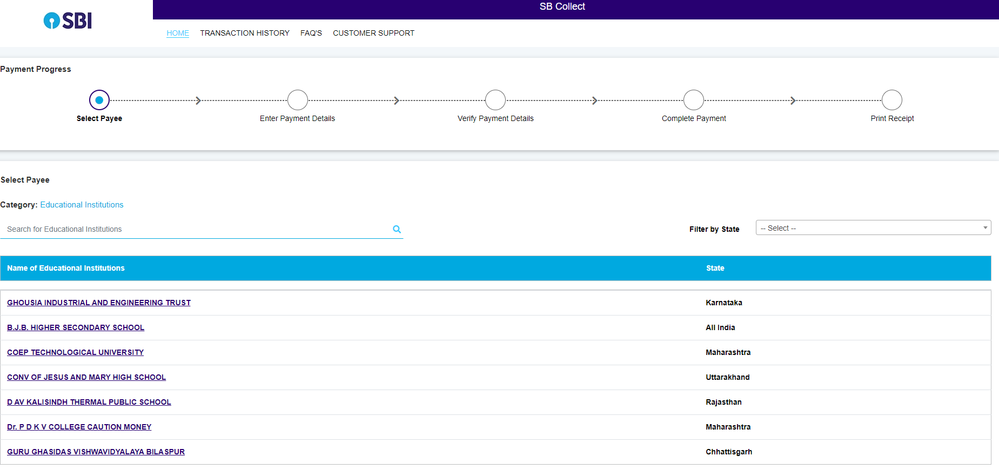 SBI
SB Collect
HOME TRANSACTION HISTORY FAQ'S CUSTOMER SUPPORT
Payment Progress
Select Payee Enter Payment Details Verify Payment Details Complete Payment Print Receipt
Select Payee
Category: Educational Institutions
Search for Educational Institutions Filter by State -- Select --
Name of Educational Institutions State
GHOUSIA INDUSTRIAL AND ENGINEERING TRUST Karnataka
B.J.B. HIGHER SECONDARY SCHOOL All India
COEP TECHNOLOGICAL UNIVERSITY Maharashtra
CONV OF JESUS AND MARY HIGH SCHOOL Uttarakhand
D AV KALISINDH THERMAL PUBLIC SCHOOL Rajasthan
Dr. P D K V COLLEGE CAUTION MONEY Maharashtra
GURU GHASIDAS VISHWAVIDYALAYA BILASPUR Chhattisgarh